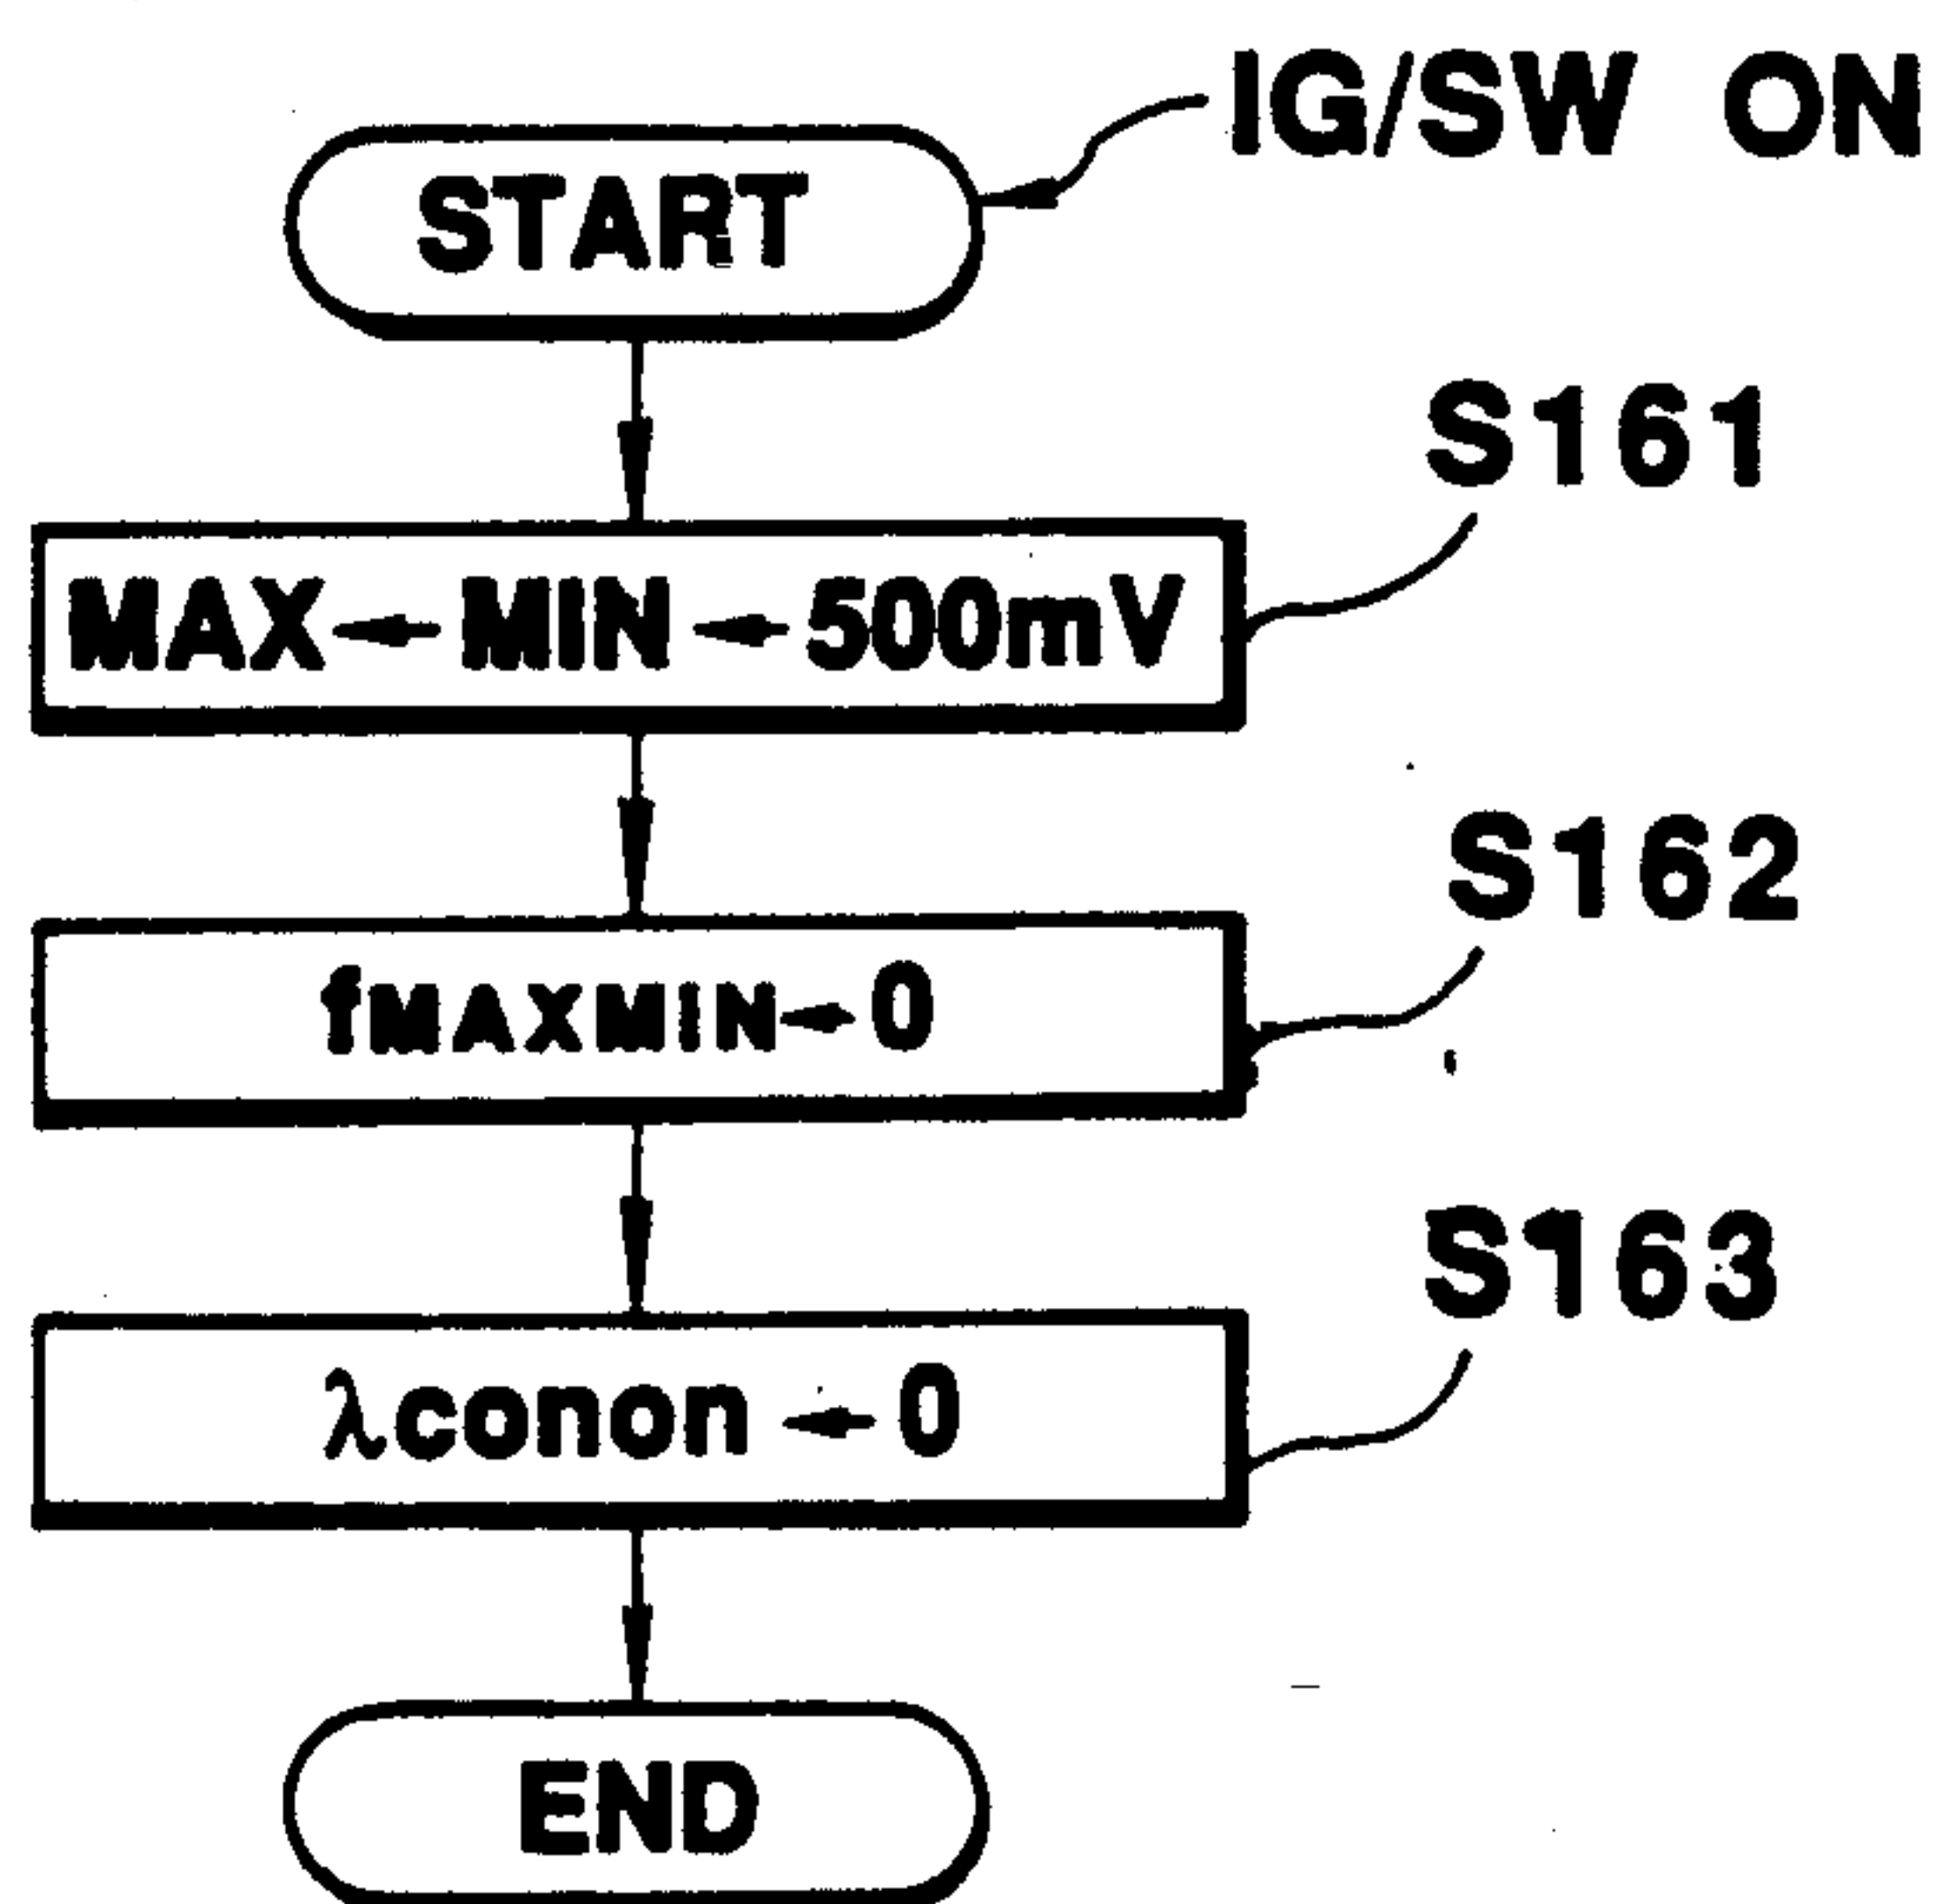 IG/SW ON
START
S161
MAX←MIN←500mV
S162
fMAXMIN←0
S163
λconon←0
END